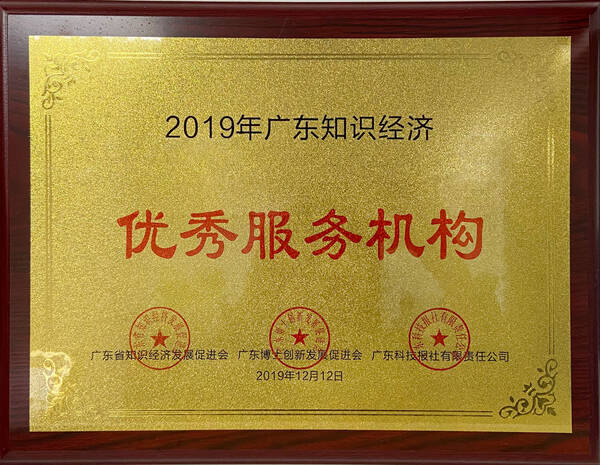 2019年广东知识经济
优秀服务机构
广东省知识经济发展促进会 广东博士创新发展促进会 广东科技报社有限责任公司
2019年12月12日